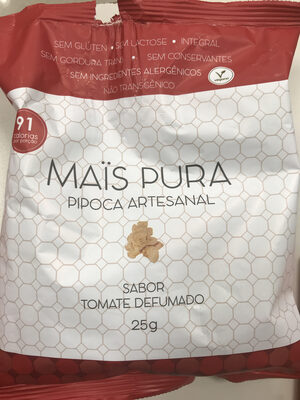 SEM GLÚTEN • SEM LACTOSE • INTEGRAL
SEM GORDURA TRANS • SEM CONSERVANTES
SEM INGREDIENTES ALERGÊNICOS
NÃO TRANSGÊNICO
91
calorias
por porção
MAÏS PURA
PIPOCA ARTESANAL
SABOR
TOMATE DEFUMADO
25g